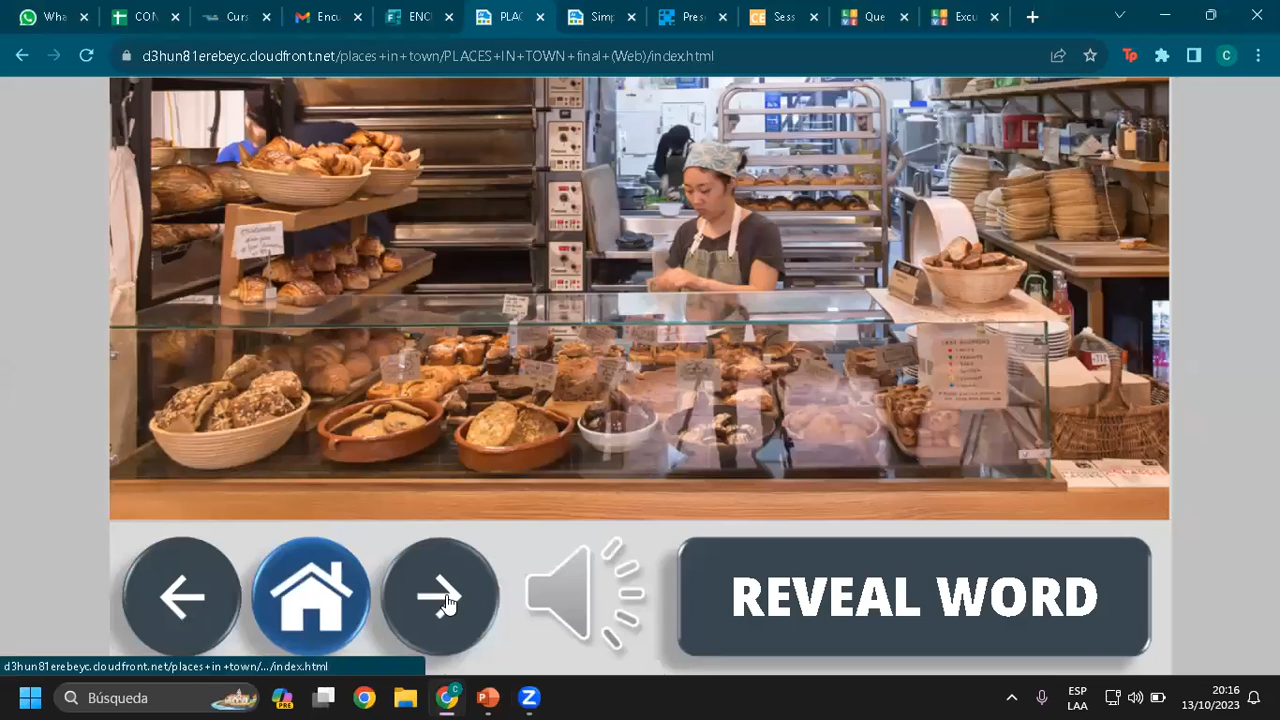 Wha
CON
Curs
Encu
ENC
PLAC
Simp
Pres
Sess
Que
Excu
d3hun81erebeyc.cloudfront.net/places+in+town/PLACES+IN+TOWN+final+(Web)/index.html
C
REVEAL WORD
d3hun81erebeyc.cloudfront.net/places+in+town/.../index.html
Búsqueda
PRE
C
ESP
LAA
20:16
13/10/2023